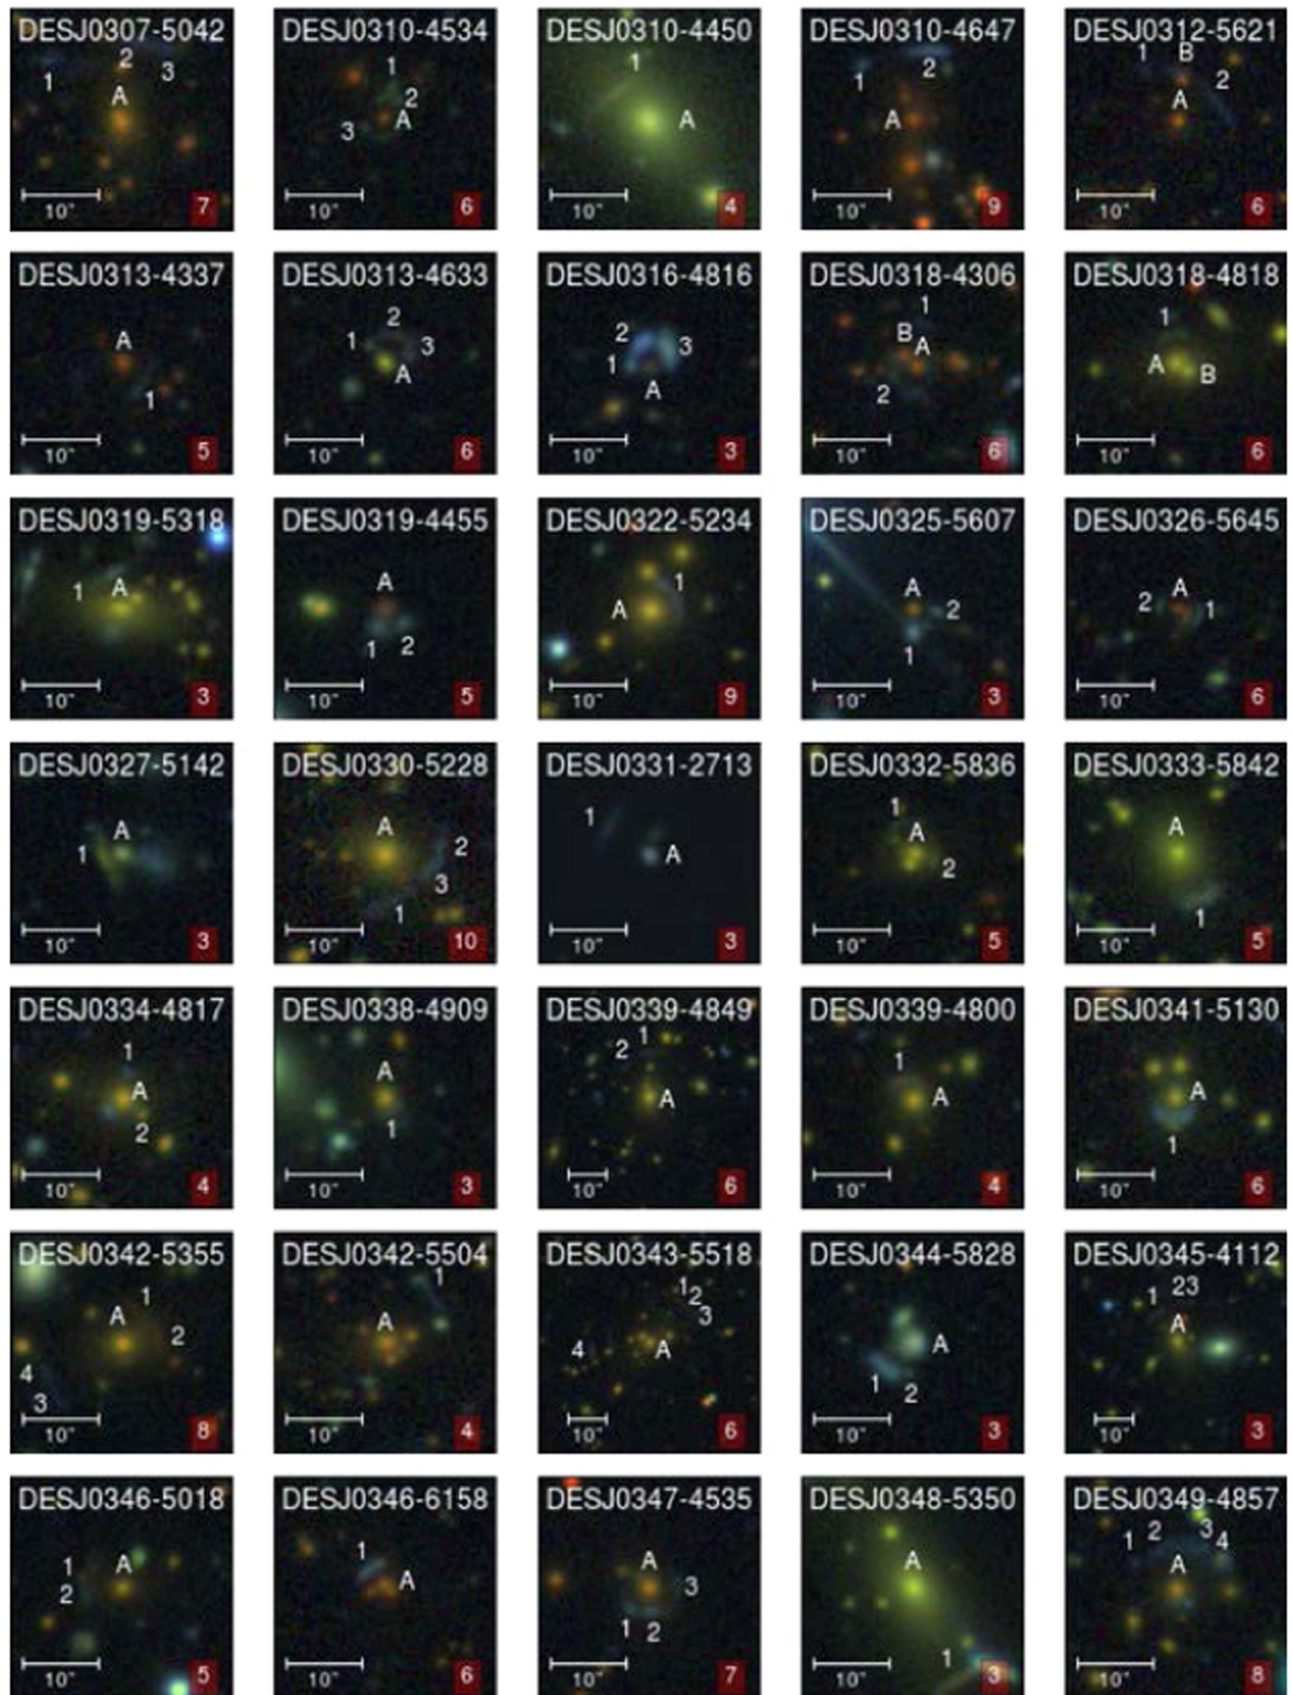 DESJ0307-5042
2
1
3
A
10"
7
DESJ0310-4534
1
2
A
3
10"
6
DESJ0310-4450
1
A
10"
4
DESJ0310-4647
1
2
A
10"
9
DESJ0312-5621
1
B
2
A
10"
6
DESJ0313-4337
A
1
10"
5
DESJ0313-4633
2
1
3
A
10"
6
DESJ0316-4816
2
3
1
A
10"
3
DESJ0318-4306
1
B
A
2
10"
6
DESJ0318-4818
1
A
B
10"
6
DESJ0319-5318
1
A
10"
3
DESJ0319-4455
A
1
2
10"
5
DESJ0322-5234
1
A
10"
9
DESJ0325-5607
A
2
1
10"
3
DESJ0326-5645
A
2
1
10"
6
DESJ0327-5142
A
1
10"
3
DESJ0330-5228
A
2
3
1
10"
10
DESJ0331-2713
1
A
10"
3
DESJ0332-5836
1
A
2
10"
5
DESJ0333-5842
A
1
10"
5
DESJ0334-4817
1
A
2
10"
4
DESJ0338-4909
A
1
10"
3
DESJ0339-4849
1
2
A
10"
6
DESJ0339-4800
1
A
10"
4
DESJ0341-5130
A
1
10"
6
DESJ0342-5355
1
A
2
4
3
10"
8
DESJ0342-5504
1
A
10"
4
DESJ0343-5518
1
2
3
4
A
10"
6
DESJ0344-5828
A
1
2
10"
3
DESJ0345-4112
1
23
A
10"
3
DESJ0346-5018
1
A
2
10"
5
DESJ0346-6158
1
A
10"
6
DESJ0347-4535
A
3
1
2
10"
7
DESJ0348-5350
A
1
10"
3
DESJ0349-4857
1
2
3
4
A
10"
8